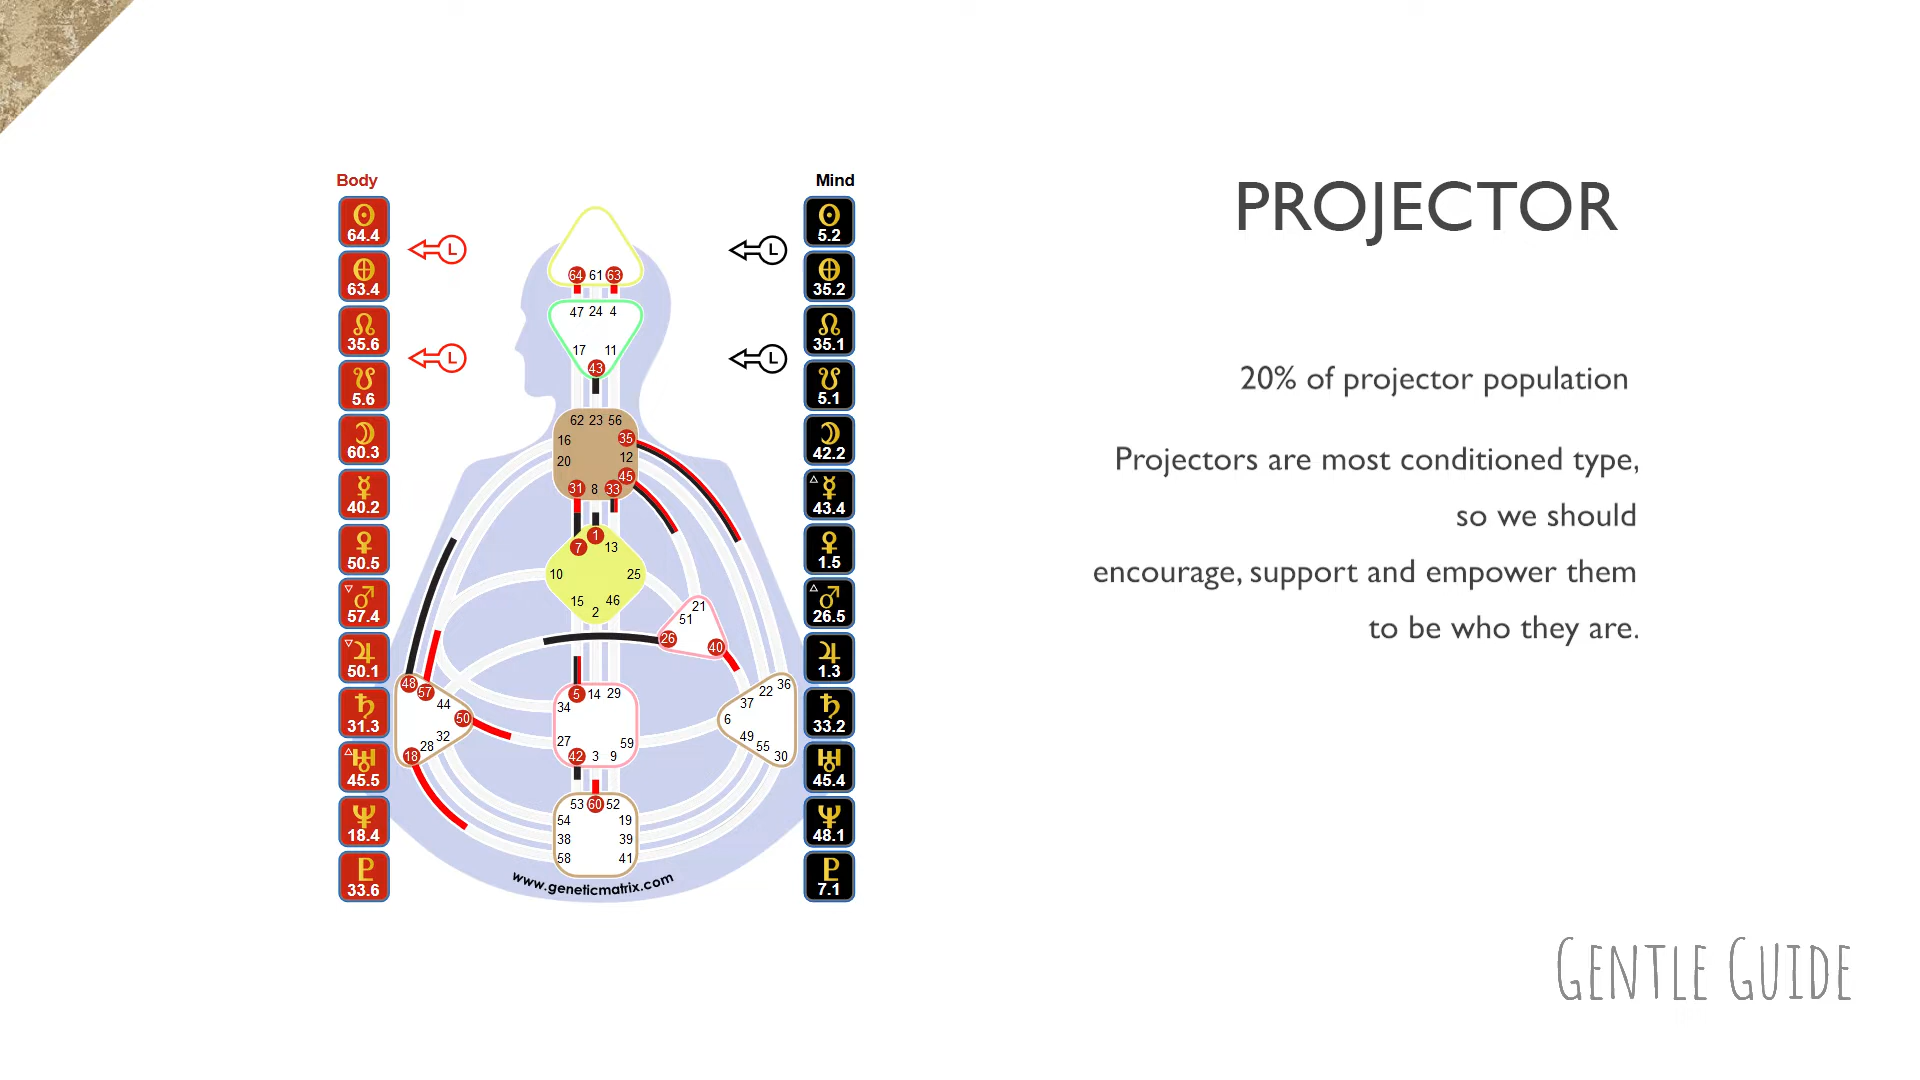 Body
Mind
64.4
63.4
35.6
5.6
60.3
40.2
50.5
57.4
50.1
31.3
45.5
18.4
33.6
L
L
64 61 63
47 24 4
17 11
43
62 23 56
16 35
20 12
45
31 8 33
1
7 13
10 25
15 46
2
21
51
26 40
48 57
44
50
32
28
18
5 14 29
34
27 59
42 3 9
36
22
37
6
49
55
30
53 60 52
54 19
38 39
58 41
www.geneticmatrix.com
L
L
5.2
35.2
35.1
5.1
42.2
43.4
1.5
26.5
1.3
33.2
45.4
48.1
7.1
PROJECTOR
20% of projector population
Projectors are most conditioned type,
so we should
encourage, support and empower them
to be who they are.
GENTLE GUIDE